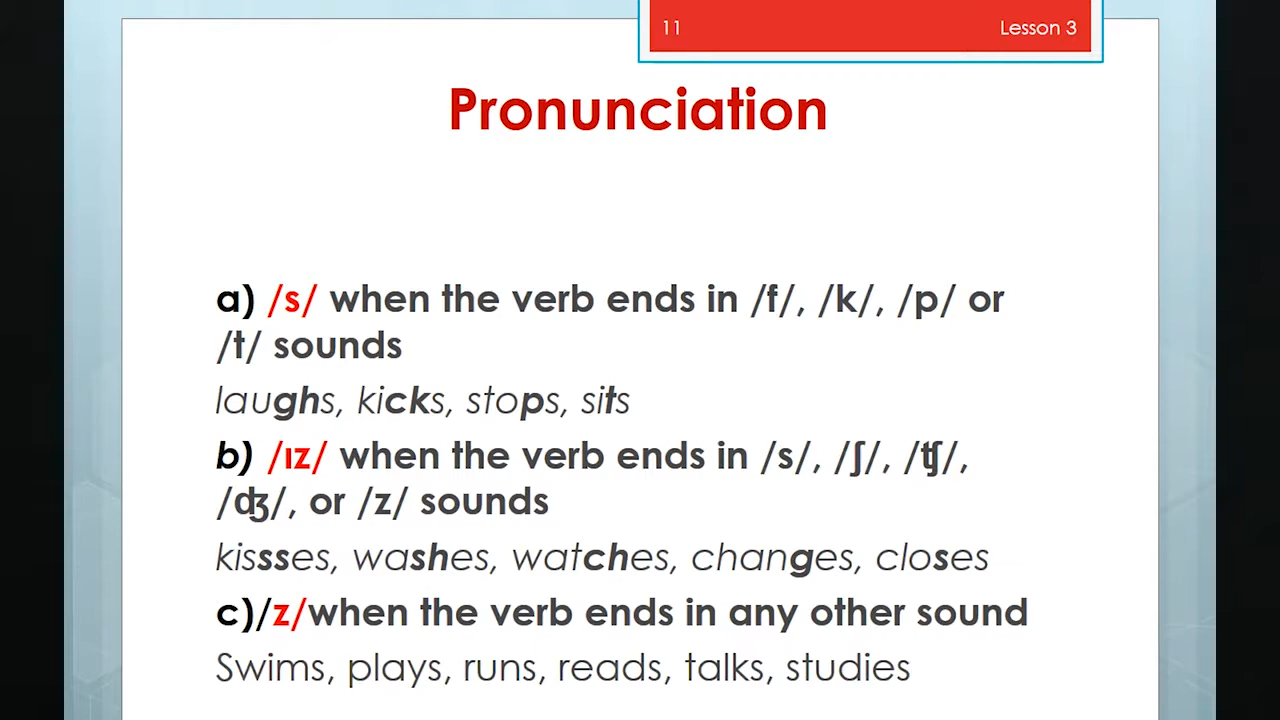 11 Lesson 3
Pronunciation
a) /s/ when the verb ends in /f/, /k/, /p/ or
/t/ sounds
laughs, kicks, stops, sits
b) /ɪz/ when the verb ends in /s/, /ʃ/, /ʧ/,
/ʤ/, or /z/ sounds
kissses, washes, watches, changes, closes
c)/z/when the verb ends in any other sound
Swims, plays, runs, reads, talks, studies